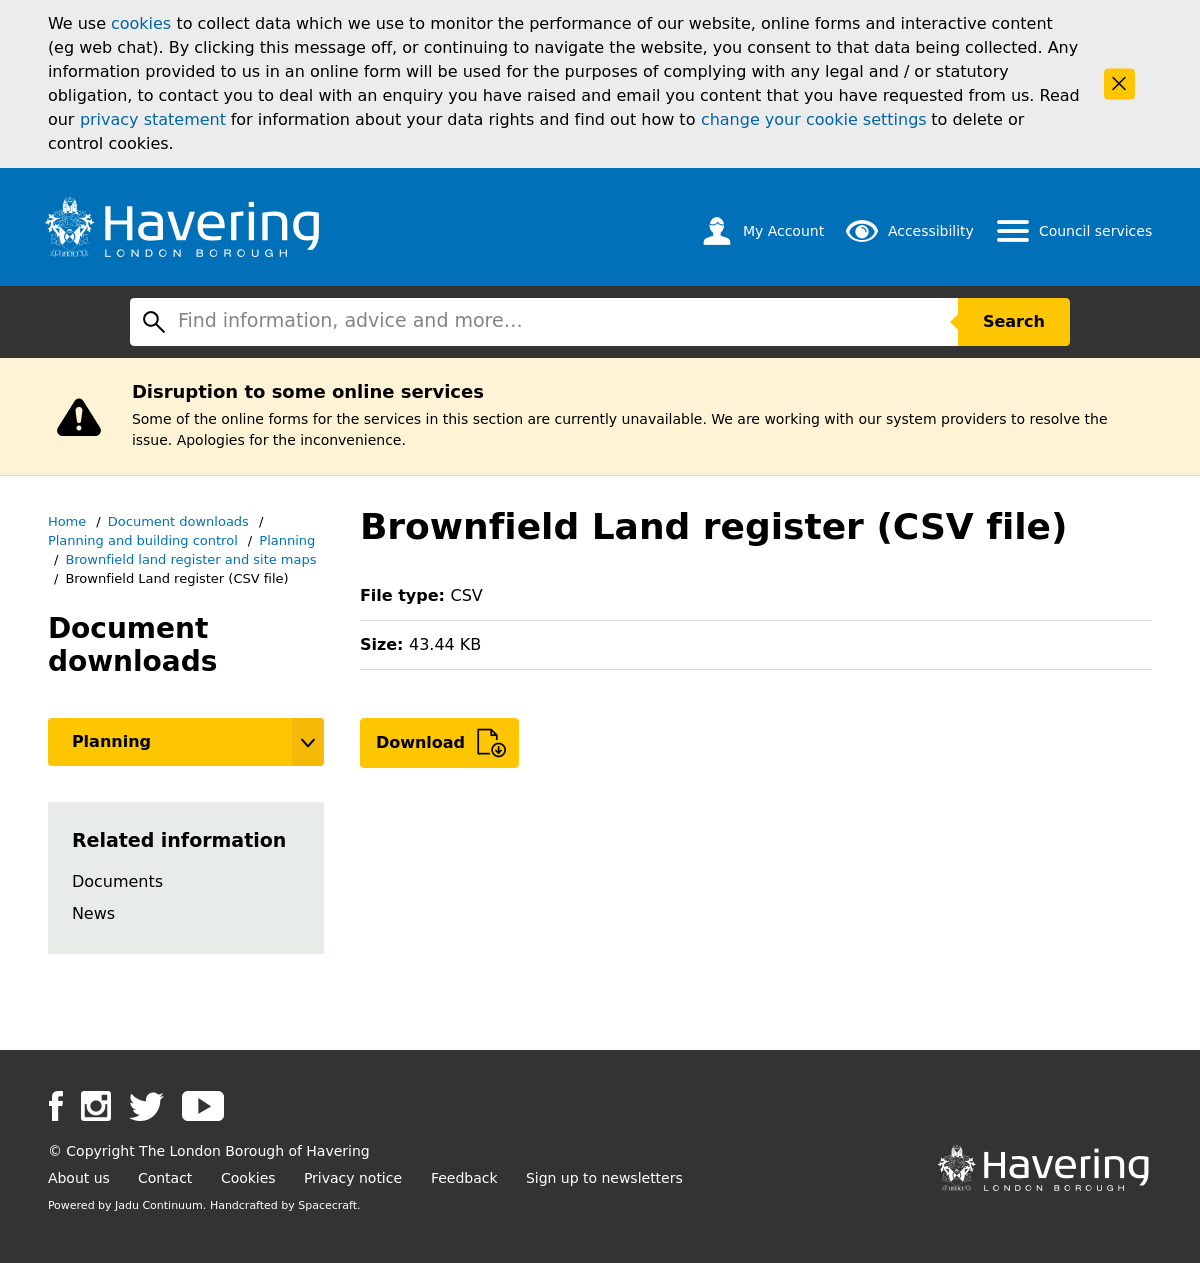 We use cookies to collect data which we use to monitor the performance of our website, online forms and interactive content
(eg web chat). By clicking this message off, or continuing to navigate the website, you consent to that data being collected. Any
information provided to us in an online form will be used for the purposes of complying with any legal and / or statutory
obligation, to contact you to deal with an enquiry you have raised and email you content that you have requested from us. Read
our privacy statement for information about your data rights and find out how to change your cookie settings to delete or
control cookies.
Havering
LONDON BOROUGH
My Account
Accessibility
Council services
Find information, advice and more...
Search
Disruption to some online services
Some of the online forms for the services in this section are currently unavailable. We are working with our system providers to resolve the
issue. Apologies for the inconvenience.
Home / Document downloads /
Planning and building control / Planning
/ Brownfield land register and site maps
/ Brownfield Land register (CSV file)
Document
downloads
Planning
Related information
Documents
News
Brownfield Land register (CSV file)
File type: CSV
Size: 43.44 KB
Download
© Copyright The London Borough of Havering
About us Contact Cookies Privacy notice Feedback Sign up to newsletters
Powered by Jadu Continuum. Handcrafted by Spacecraft.
Havering
LONDON BOROUGH